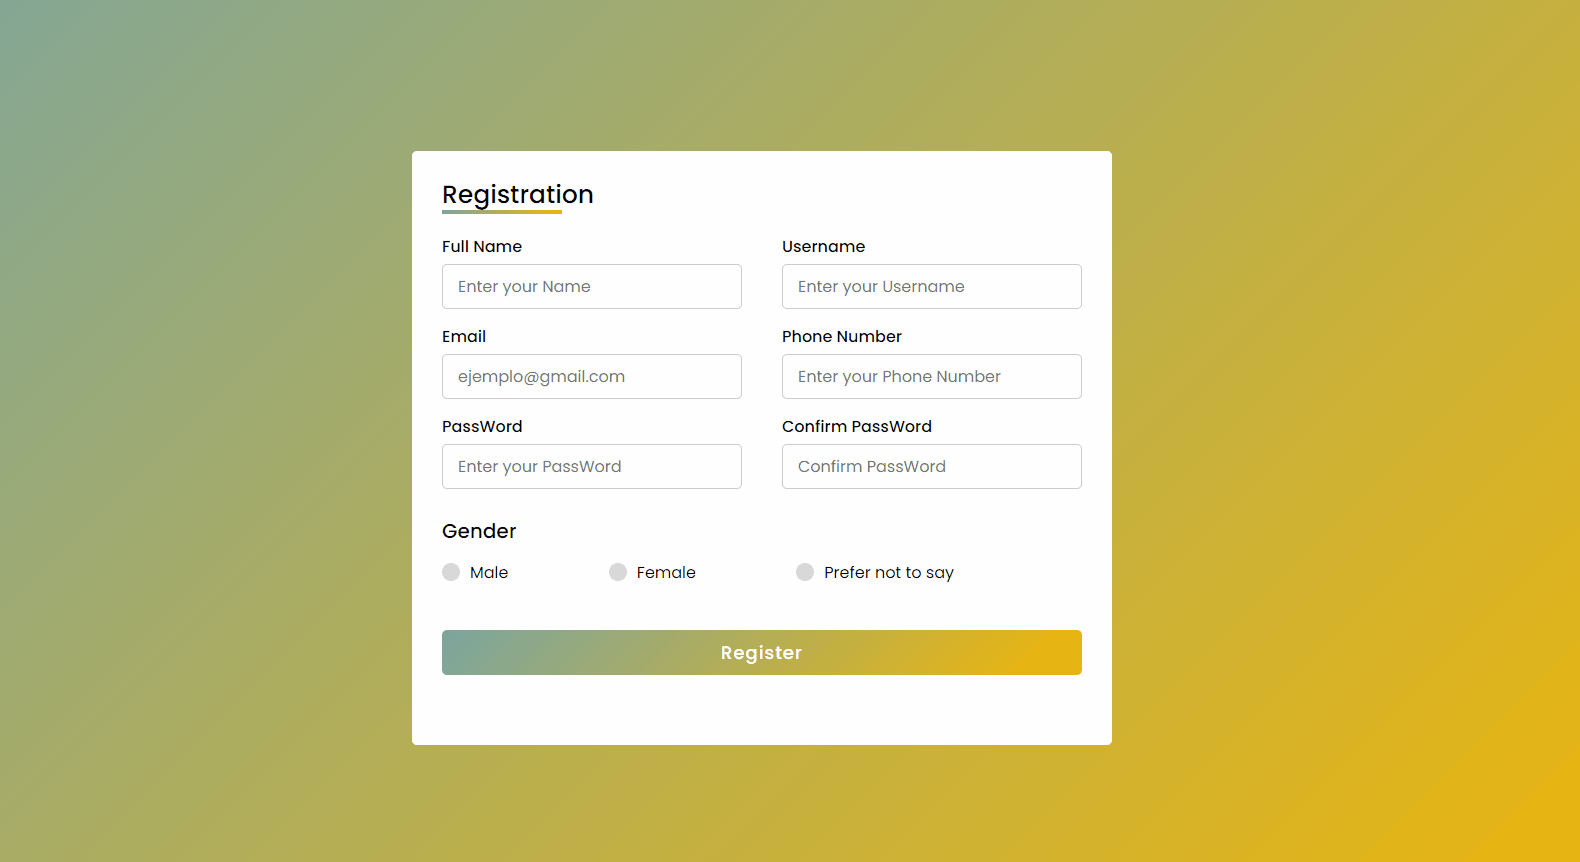 Registration
Full Name
Username
Enter your Name
Enter your Username
Email
Phone Number
ejemplo@gmail.com
Enter your Phone Number
PassWord
Confirm PassWord
Enter your PassWord
Confirm PassWord
Gender
Male
Female
Prefer not to say
Register